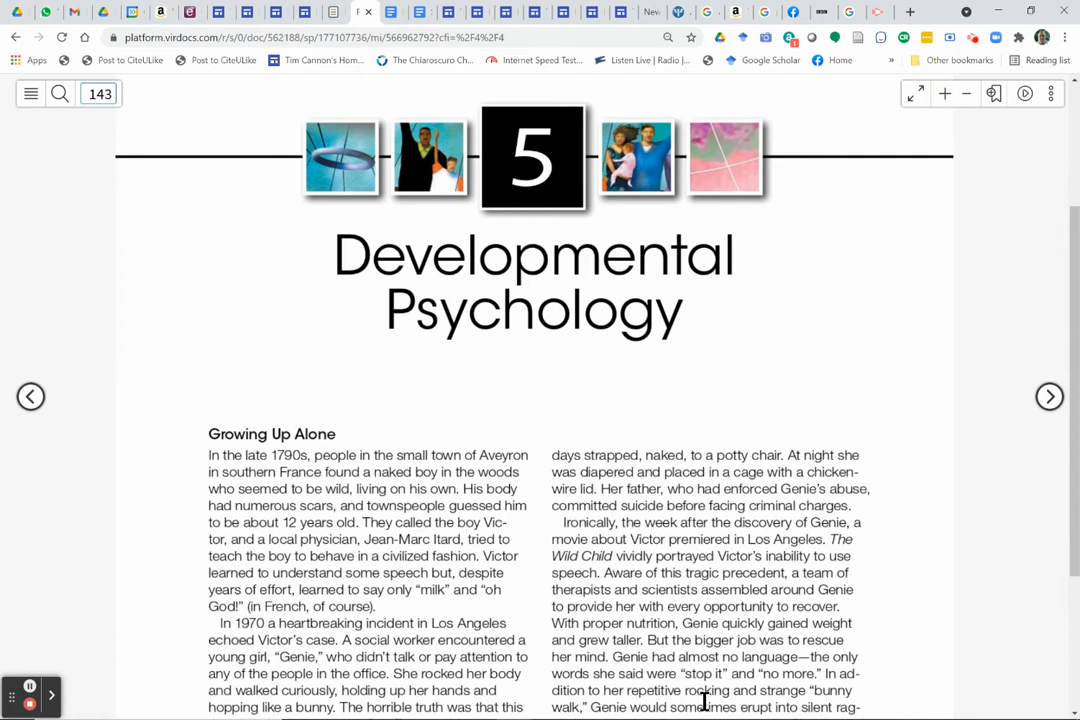 New
platform.virdocs.com/r/s/0/doc/562188/sp/177107736/mi/566962792?cfi=%2F4%2F4
Apps
Post to CiteULike
Post to CiteULike
Tim Cannon's Hom...
The Chiaroscuro Ch...
Internet Speed Test...
Listen Live | Radio |...
Google Scholar
Home
»
Other bookmarks
Reading list
143
5
Developmental
Psychology
Growing Up Alone
In the late 1790s, people in the small town of Aveyron
in southern France found a naked boy in the woods
who seemed to be wild, living on his own. His body
had numerous scars, and townspeople guessed him
to be about 12 years old. They called the boy Vic-
tor, and a local physician, Jean-Marc Itard, tried to
teach the boy to behave in a civilized fashion. Victor
learned to understand some speech but, despite
years of effort, learned to say only “milk” and “oh
God!” (in French, of course).
In 1970 a heartbreaking incident in Los Angeles
echoed Victor’s case. A social worker encountered a
young girl, “Genie,” who didn’t talk or pay attention to
any of the people in the office. She rocked her body
and walked curiously, holding up her hands and
hopping like a bunny. The horrible truth was that this
days strapped, naked, to a potty chair. At night she
was diapered and placed in a cage with a chicken-
wire lid. Her father, who had enforced Genie’s abuse,
committed suicide before facing criminal charges.
Ironically, the week after the discovery of Genie, a
movie about Victor premiered in Los Angeles. The
Wild Child vividly portrayed Victor’s inability to use
speech. Aware of this tragic precedent, a team of
therapists and scientists assembled around Genie
to provide her with every opportunity to recover.
With proper nutrition, Genie quickly gained weight
and grew taller. But the bigger job was to rescue
her mind. Genie had almost no language—the only
words she said were “stop it” and “no more.” In ad-
dition to her repetitive rocking and strange “bunny
walk,” Genie would sometimes erupt into silent rag-